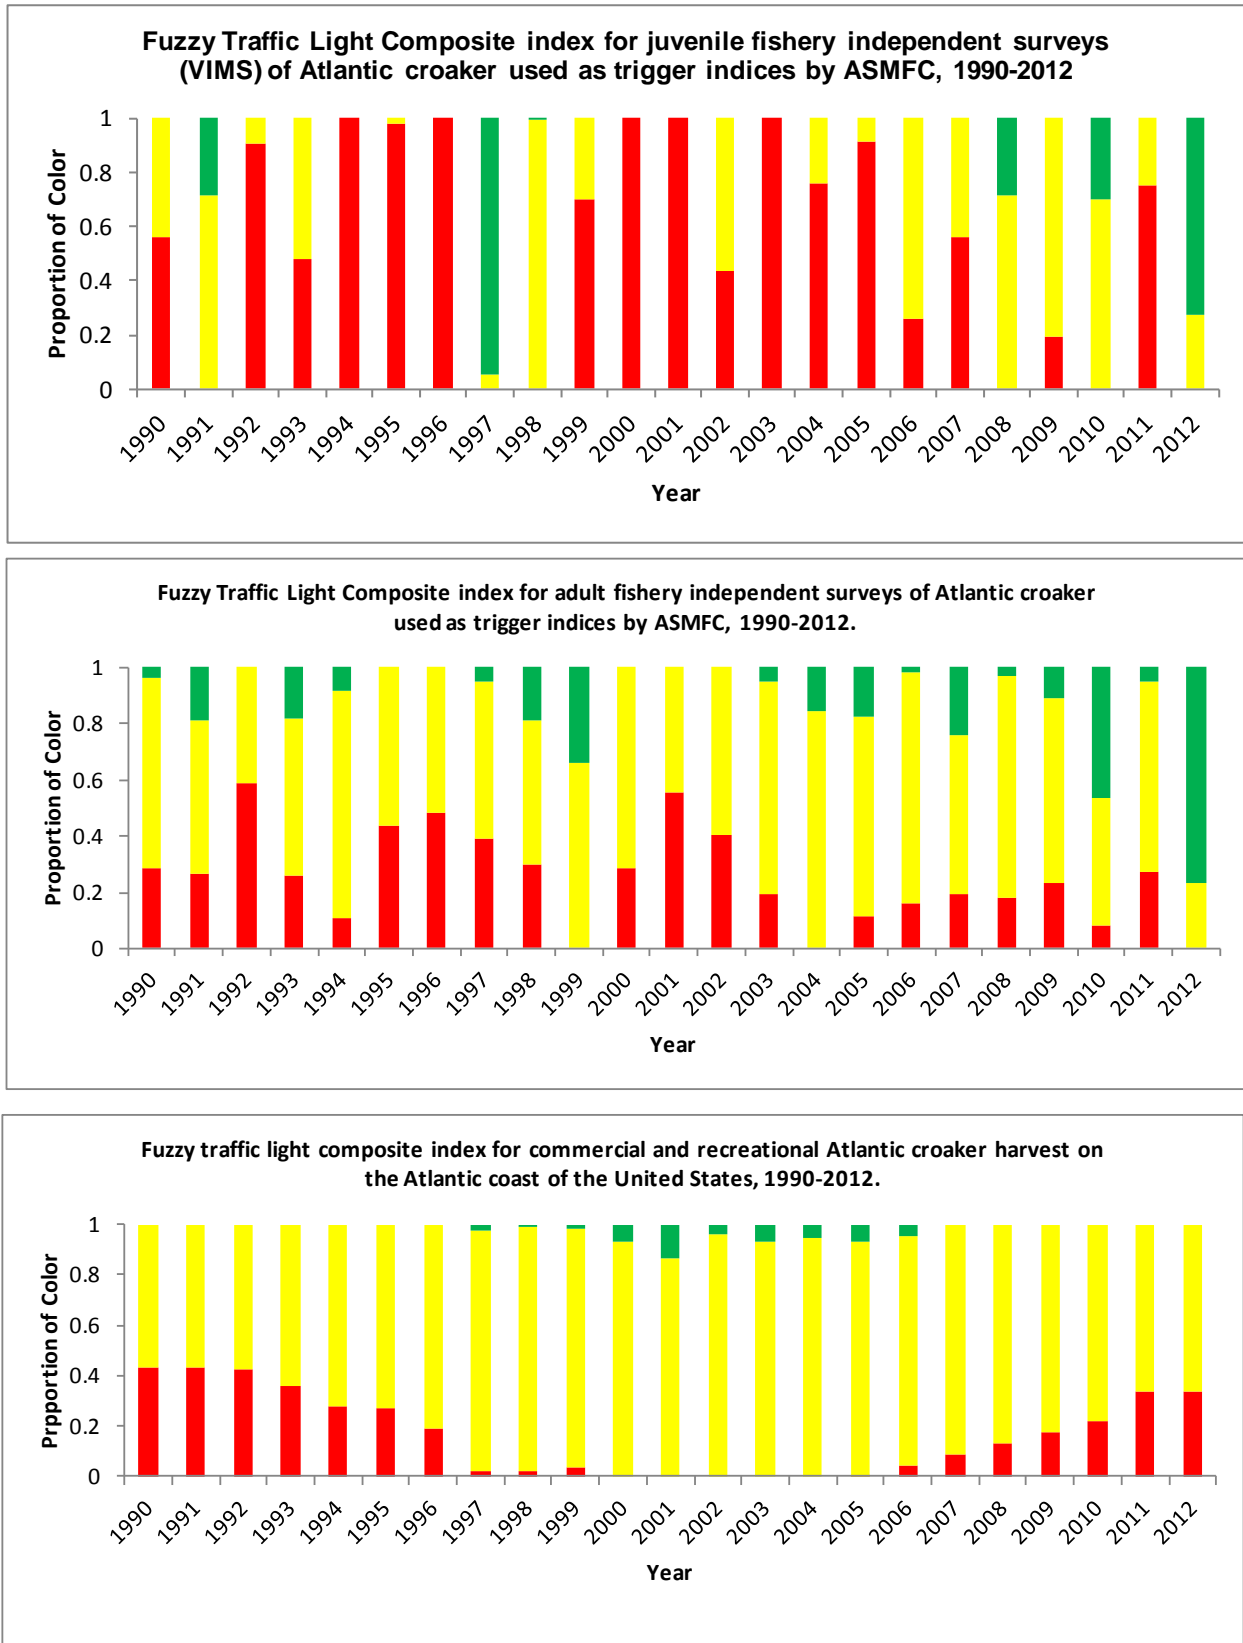 Fuzzy Traffic Light Composite index for juvenile fishery independent surveys
(VIMS) of Atlantic croaker used as trigger indices by ASMFC, 1990-2012
Proportion of Color
1
0.8
0.6
0.4
0.2
0
1990 1991 1992 1993 1994 1995 1996 1997 1998 1999 2000 2001 2002 2003 2004 2005 2006 2007 2008 2009 2010 2011 2012
Year
Fuzzy Traffic Light Composite index for adult fishery independent surveys of Atlantic croaker
used as trigger indices by ASMFC, 1990-2012.
Proportion of Color
1
0.8
0.6
0.4
0.2
0
1990 1991 1992 1993 1994 1995 1996 1997 1998 1999 2000 2001 2002 2003 2004 2005 2006 2007 2008 2009 2010 2011 2012
Year
Fuzzy traffic light composite index for commercial and recreational Atlantic croaker harvest on
the Atlantic coast of the United States, 1990-2012.
Prpportion of Color
1
0.8
0.6
0.4
0.2
0
1990 1991 1992 1993 1994 1995 1996 1997 1998 1999 2000 2001 2002 2003 2004 2005 2006 2007 2008 2009 2010 2011 2012
Year